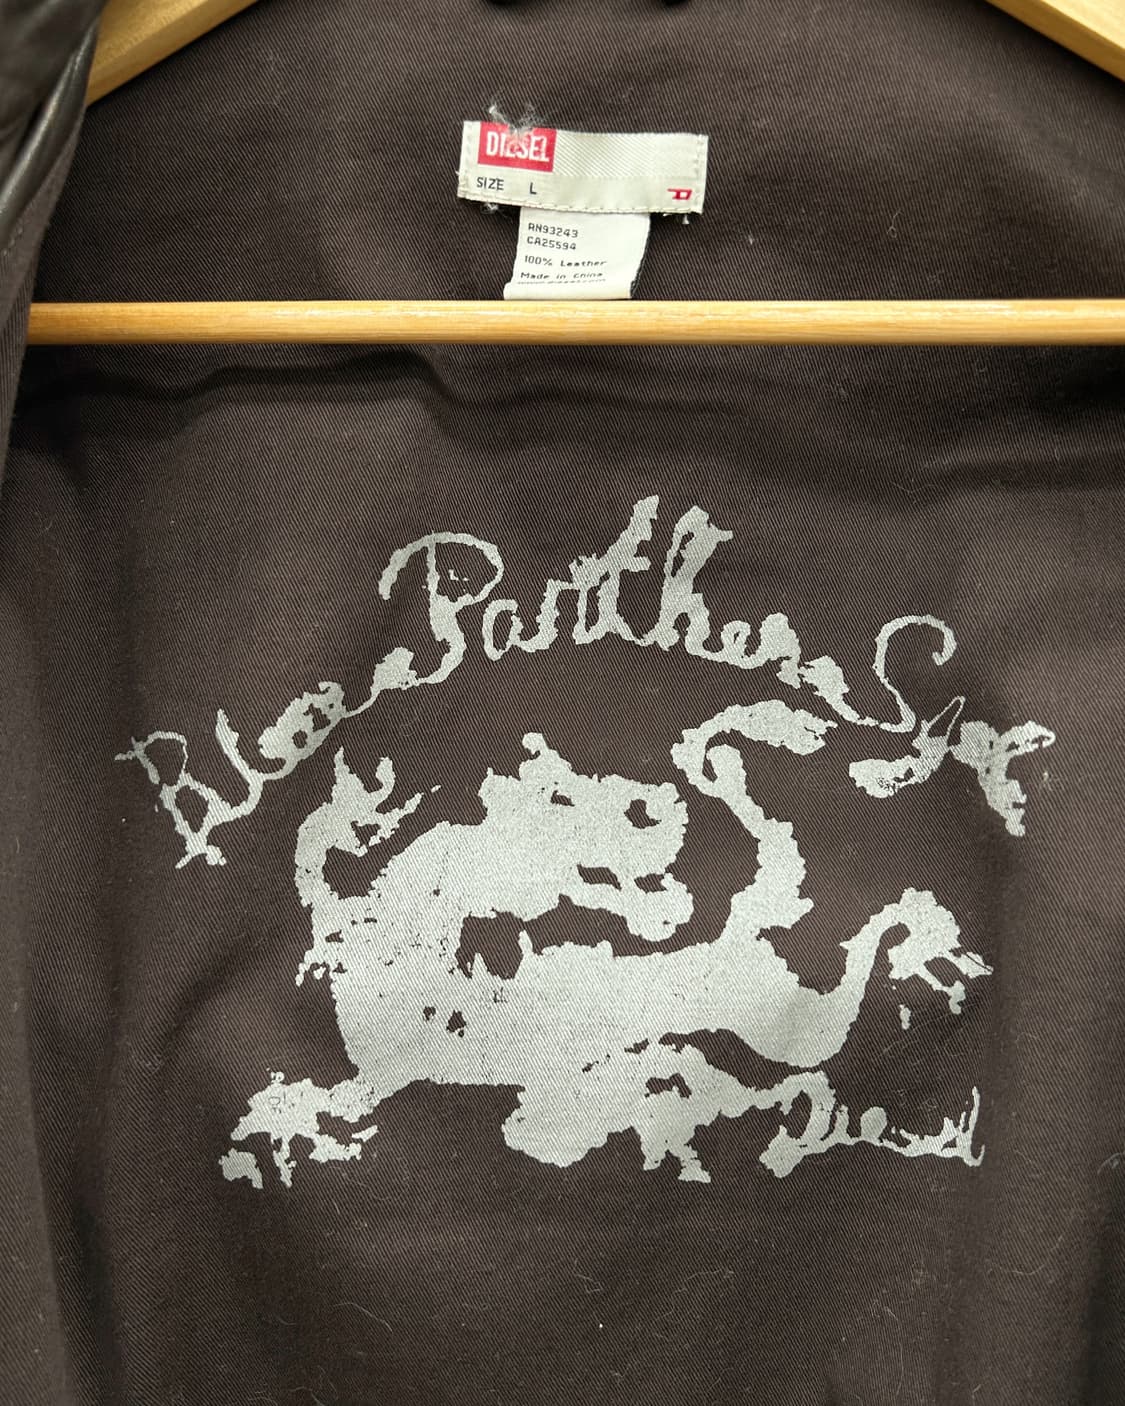 DIESEL
SIZE L
RN93243
CA25594
100% Leather
Made in China
Panther
Diesel